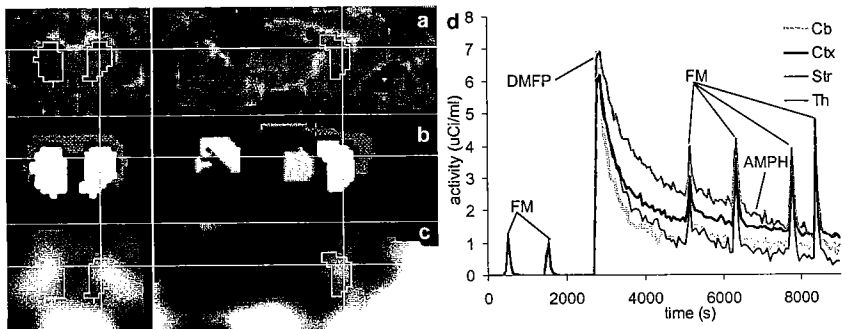 a
b
c
d
activity (uCi/ml)
8
7
6
5
4
3
2
1
0
DMFP
FM
FM
AMPH
Cb
Ctx
Str
Th
0
2000
4000
6000
8000
time (s)